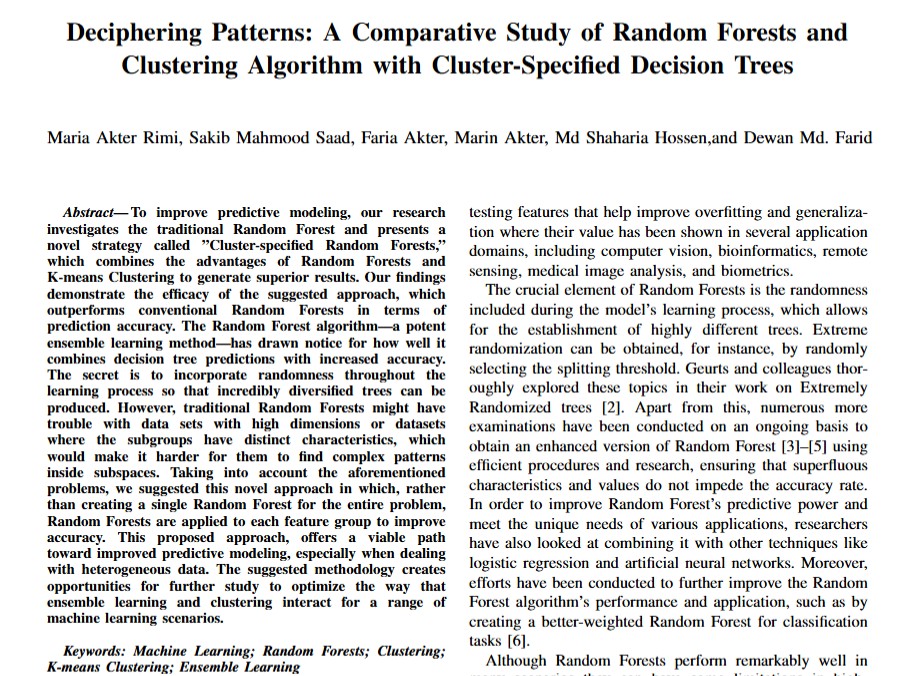 Deciphering Patterns: A Comparative Study of Random Forests and
Clustering Algorithm with Cluster-Specified Decision Trees
Maria Akter Rimi, Sakib Mahmood Saad, Faria Akter, Marin Akter, Md Shaharia Hossen,and Dewan Md. Farid
Abstract— To improve predictive modeling, our research
investigates the traditional Random Forest and presents a
novel strategy called ”Cluster-specified Random Forests,”
which combines the advantages of Random Forests and
K-means Clustering to generate superior results. Our findings
demonstrate the efficacy of the suggested approach, which
outperforms conventional Random Forests in terms of
prediction accuracy. The Random Forest algorithm—a potent
ensemble learning method—has drawn notice for how well it
combines decision tree predictions with increased accuracy.
The secret is to incorporate randomness throughout the
learning process so that incredibly diversified trees can be
produced. However, traditional Random Forests might have
trouble with data sets with high dimensions or datasets
where the subgroups have distinct characteristics, which
would make it harder for them to find complex patterns
inside subspaces. Taking into account the aforementioned
problems, we suggested this novel approach in which, rather
than creating a single Random Forest for the entire problem,
Random Forests are applied to each feature group to improve
accuracy. This proposed approach, offers a viable path
toward improved predictive modeling, especially when dealing
with heterogeneous data. The suggested methodology creates
opportunities for further study to optimize the way that
ensemble learning and clustering interact for a range of
machine learning scenarios.
Keywords: Machine Learning; Random Forests; Clustering;
K-means Clustering; Ensemble Learning
testing features that help improve overfitting and generaliza-
tion where their value has been shown in several application
domains, including computer vision, bioinformatics, remote
sensing, medical image analysis, and biometrics.
The crucial element of Random Forests is the randomness
included during the model's learning process, which allows
for the establishment of highly different trees. Extreme
randomization can be obtained, for instance, by randomly
selecting the splitting threshold. Geurts and colleagues thor-
oughly explored these topics in their work on Extremely
Randomized trees [2]. Apart from this, numerous more
examinations have been conducted on an ongoing basis to
obtain an enhanced version of Random Forest [3]–[5] using
efficient procedures and research, ensuring that superfluous
characteristics and values do not impede the accuracy rate.
In order to improve Random Forest's predictive power and
meet the unique needs of various applications, researchers
have also looked at combining it with other techniques like
logistic regression and artificial neural networks. Moreover,
efforts have been conducted to further improve the Random
Forest algorithm's performance and application, such as by
creating a better-weighted Random Forest for classification
tasks [6].
Although Random Forests perform remarkably well in